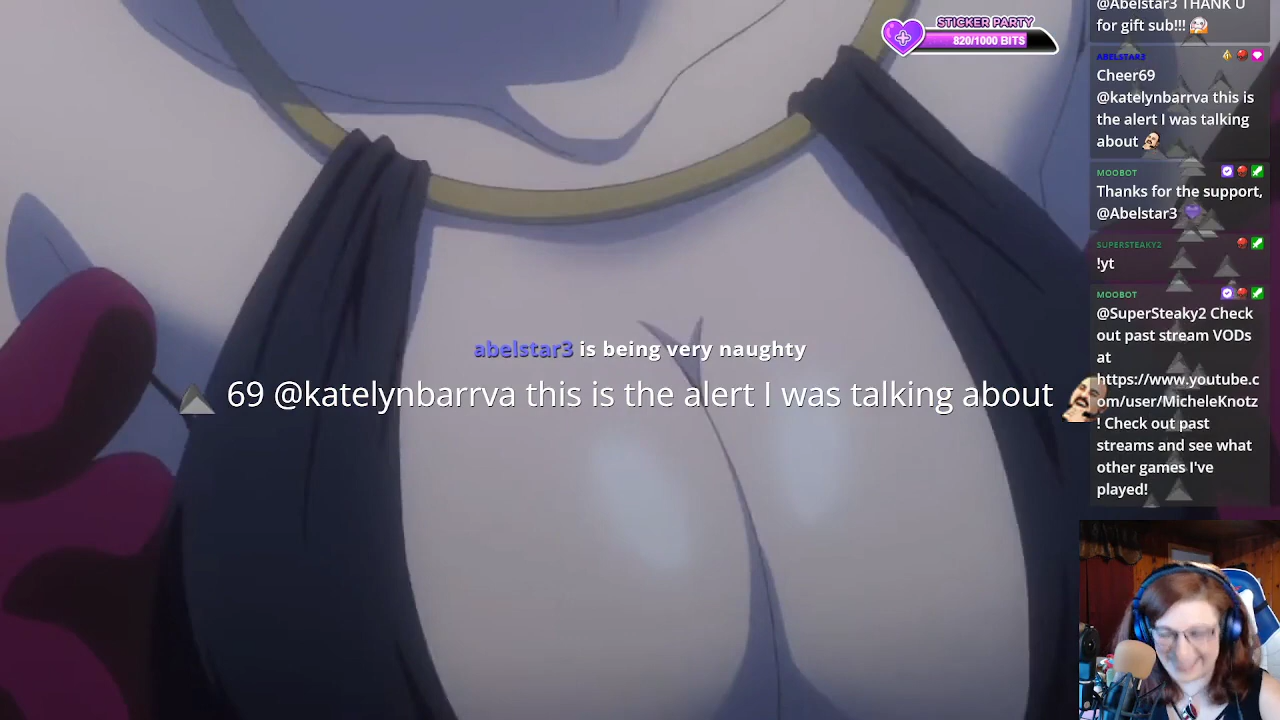 STICKER PARTY
820/1000 BITS
abelstar3 is being very naughty
69 @katelynbarrva this is the alert I was talking about
@Abelstar3 THANK U
for gift sub!!!
ABELSTAR3
Cheer69
@katelynbarrva this is
the alert I was talking
about
MOOBOT
Thanks for the support,
@Abelstar3
SUPERSTEAKY2
!yt
MOOBOT
@SuperSteaky2 Check
out past stream VODs
at
https://www.youtube.c
om/user/MicheleKnotz
! Check out past
streams and see what
other games I've
played!